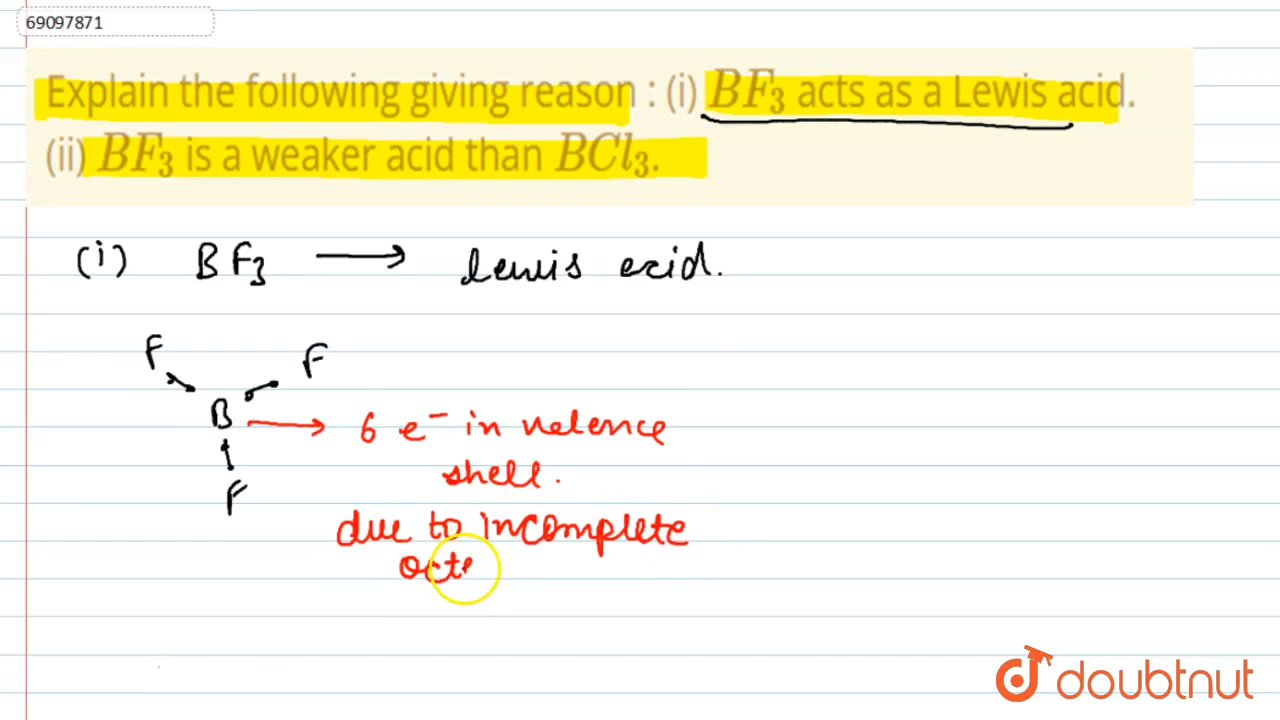 69097871
Explain the following giving reason : (i) BF₃ acts as a Lewis acid.
(ii) BF₃ is a weaker acid than BCl₃.
(i) BF₃ ⟶ Lewis acid.
F
F
B → 6 e⁻ in valence
shell.
F
due to incomplete
octe
doubtnut